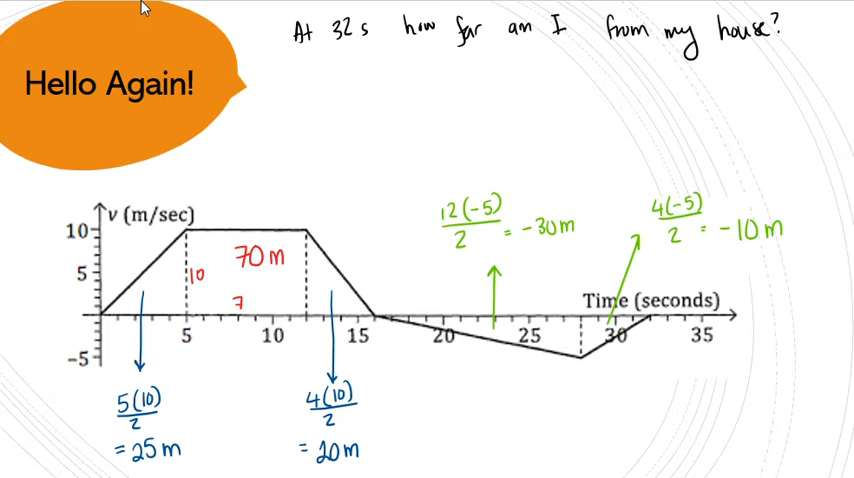 At 32s how far am I from my house?
Hello Again!
v (m/sec)
10
5
-5
5
10
15
20
25
30
35
Time (seconds)
10
70m
7
12(-5)
2
= -30m
4(-5)
2
= -10m
5(10)
2
= 25m
4(10)
2
= 20m